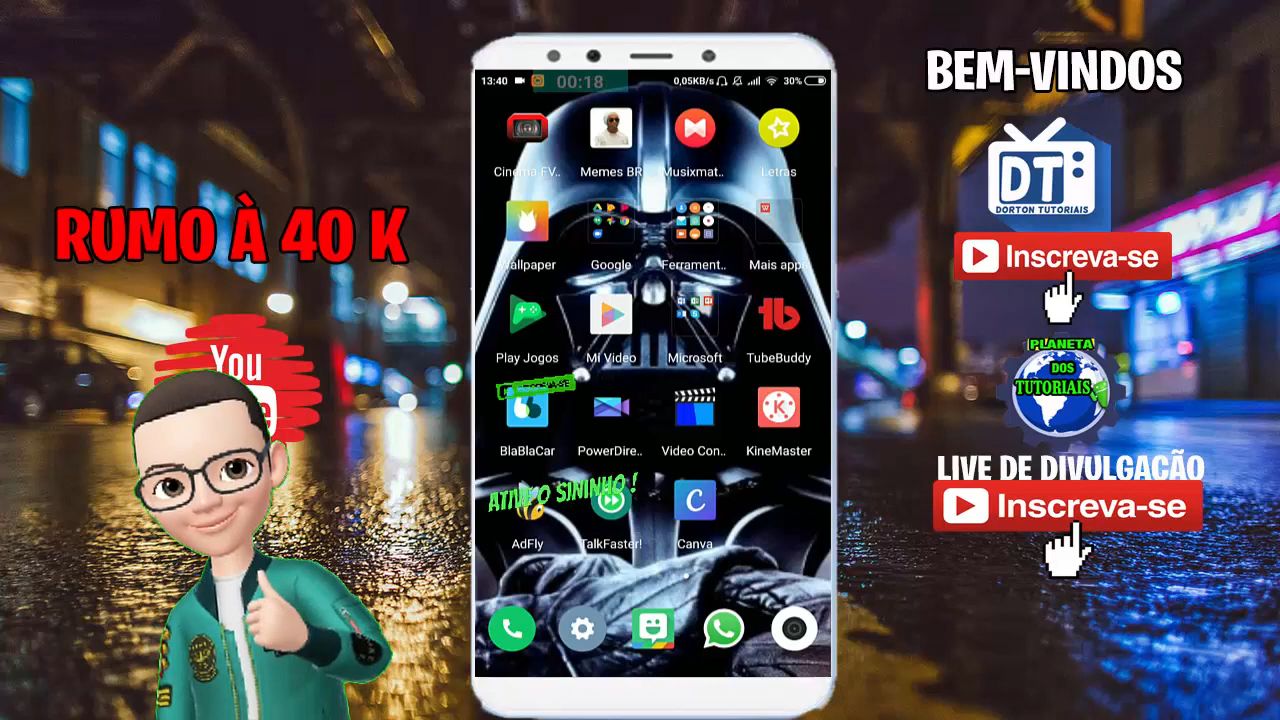 RUMO À 40 K
You
13:40
00:18
0,05KB/s
30%
Cinema FV..
Memes BR
Musixmat..
Letras
Wallpaper
Google
Ferrament..
Mais apps
Play Jogos
Mi Video
Microsoft
TubeBuddy
BlaBlaCar
PowerDire..
Video Con..
KineMaster
ATIVE O SININHO !
AdFly
TalkFaster!
Canva
BEM-VINDOS
DT
DORTON TUTORIAIS
Inscreva-se
PLANETA
DOS
TUTORIAIS
LIVE DE DIVULGAÇÃO
Inscreva-se